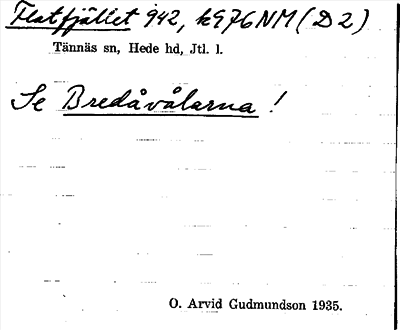 Flatfjället 942, k976NM (D2)
Tännäs sn, Hede hd, Jtl. l.
Se Bredåvålarna !
O. Arvid Gudmundson 1935.